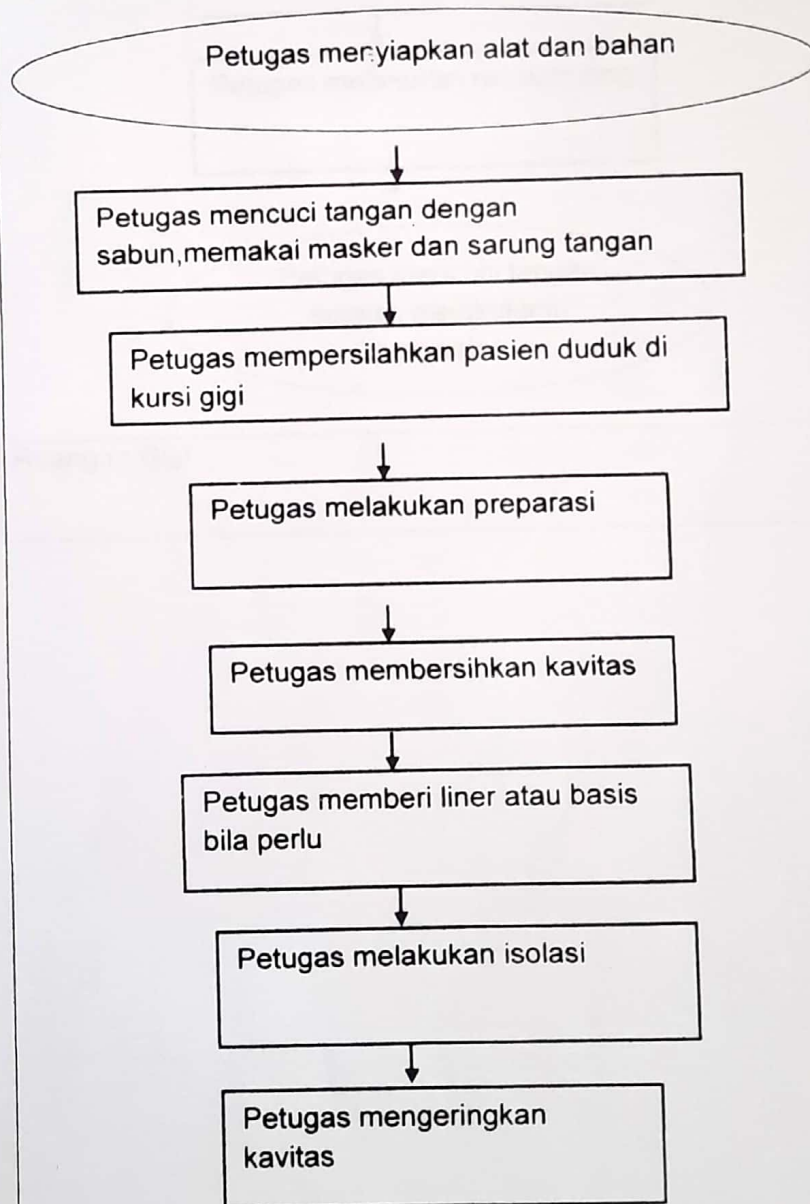 Petugas menyiapkan alat dan bahan
Petugas mencuci tangan dengan
sabun,memakai masker dan sarung tangan
Petugas mempersilahkan pasien duduk di
kursi gigi
Petugas melakukan preparasi
Petugas membersihkan kavitas
Petugas memberi liner atau basis
bila perlu
Petugas melakukan isolasi
Petugas mengeringkan
kavitas